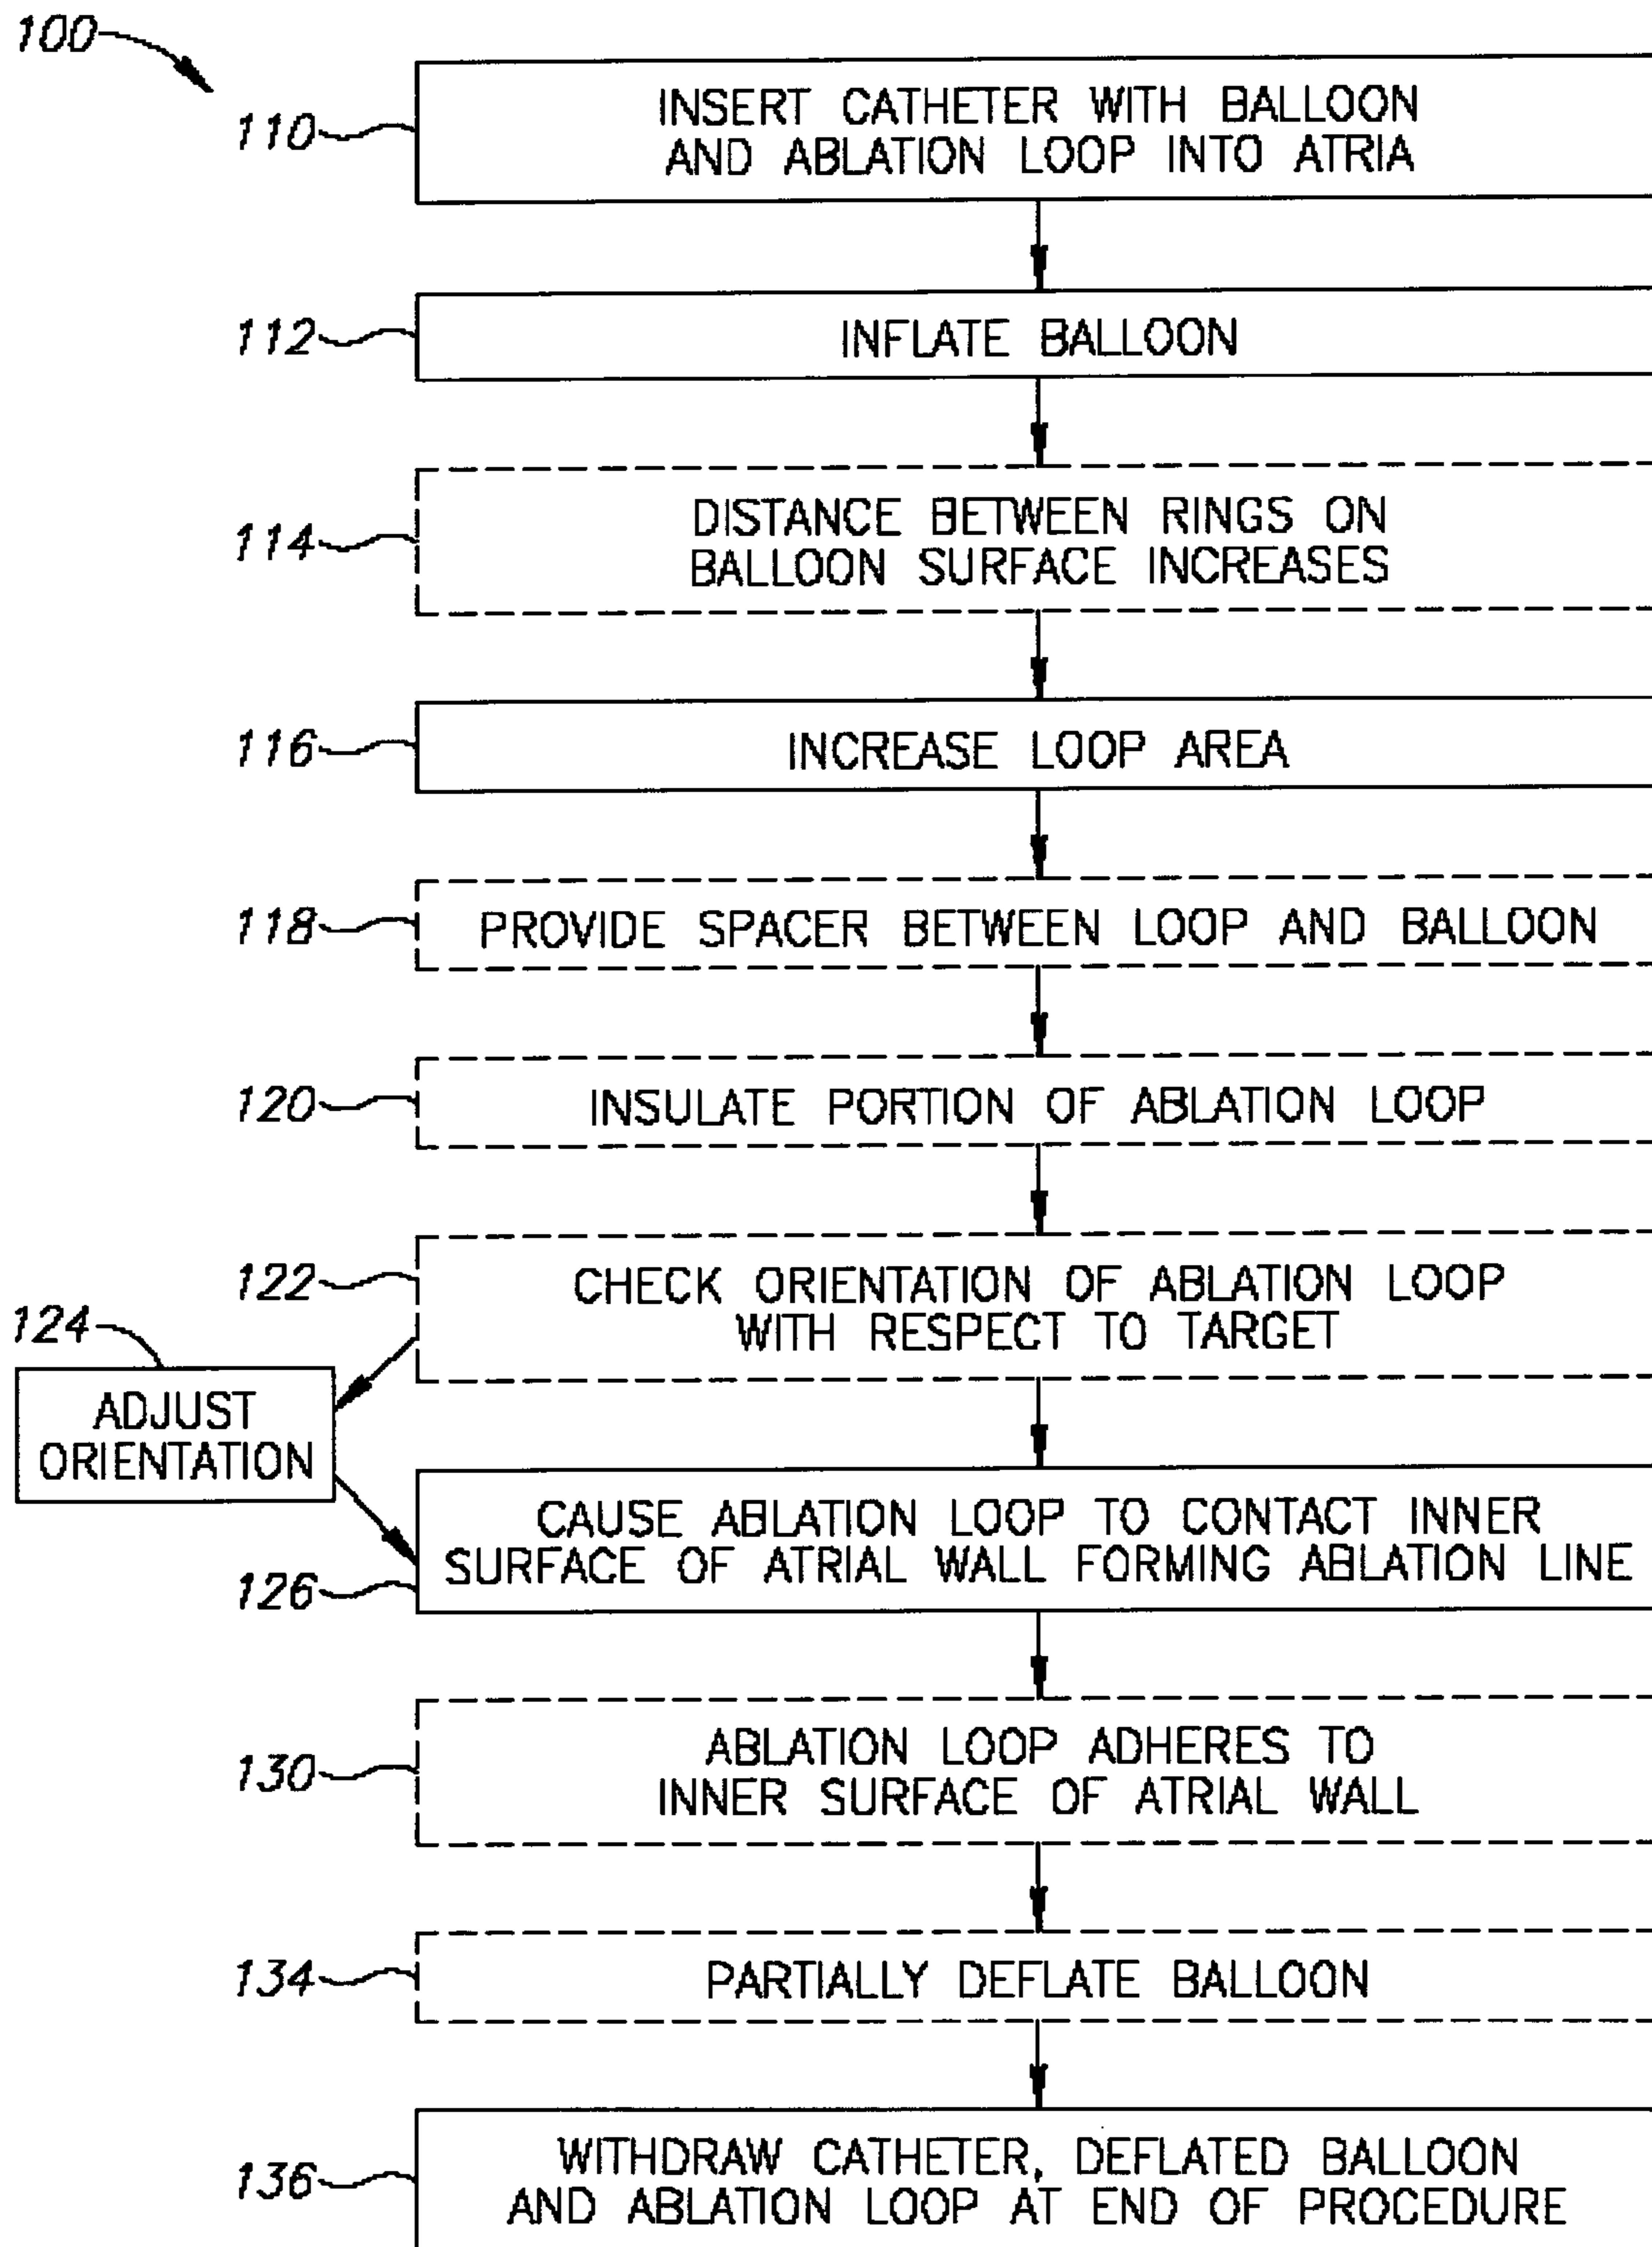 100
110
INSERT CATHETER WITH BALLOON
AND ABLATION LOOP INTO ATRIA
112
INFLATE BALLOON
114
DISTANCE BETWEEN RINGS ON
BALLOON SURFACE INCREASES
116
INCREASE LOOP AREA
118
PROVIDE SPACER BETWEEN LOOP AND BALLOON
120
INSULATE PORTION OF ABLATION LOOP
122
CHECK ORIENTATION OF ABLATION LOOP
WITH RESPECT TO TARGET
124
ADJUST
ORIENTATION
126
CAUSE ABLATION LOOP TO CONTACT INNER
SURFACE OF ATRIAL WALL FORMING ABLATION LINE
130
ABLATION LOOP ADHERES TO
INNER SURFACE OF ATRIAL WALL
134
PARTIALLY DEFLATE BALLOON
136
WITHDRAW CATHETER, DEFLATED BALLOON
AND ABLATION LOOP AT END OF PROCEDURE